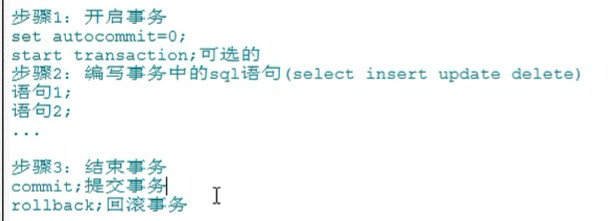 步骤1：开启事务
set autocommit=0;
start transaction;可选的
步骤2：编写事务中的sql语句(select insert update delete)
语句1;
语句2;
...
步骤3：结束事务
commit;提交事务
rollback;回滚事务